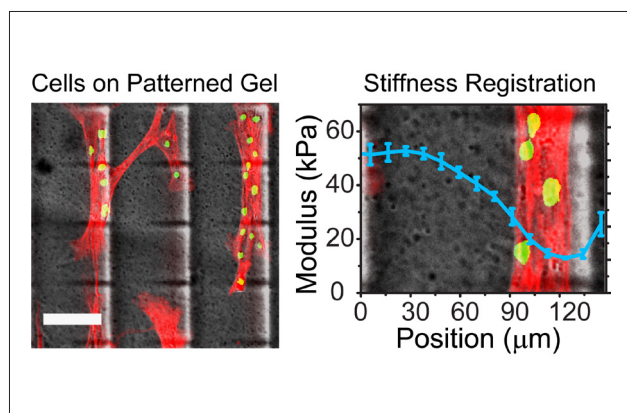 Cells on Patterned Gel
Stiffness Registration
Modulus (kPa)
60
40
20
0
0 30 60 90 120
Position (μm)